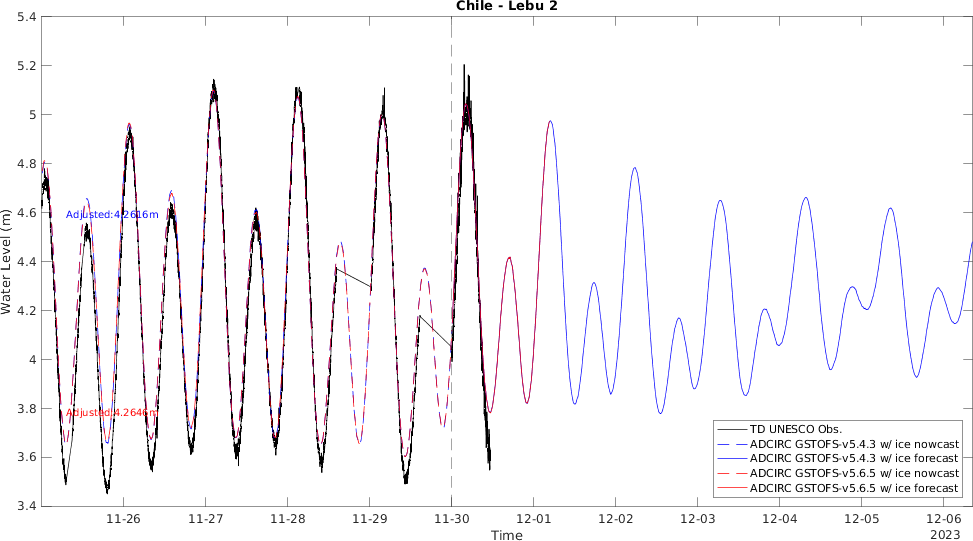 Chile - Lebu 2
5.4
5.2
5
4.8
4.6
4.4
4.2
4
3.8
3.6
3.4
Water Level (m)
Adjusted:4.2616m
Adjusted:4.2646m
TD UNESCO Obs.
ADCIRC GSTOFS-v5.4.3 w/ ice nowcast
ADCIRC GSTOFS-v5.4.3 w/ ice forecast
ADCIRC GSTOFS-v5.6.5 w/ ice nowcast
ADCIRC GSTOFS-v5.6.5 w/ ice forecast
11-26 11-27 11-28 11-29 11-30 12-01 12-02 12-03 12-04 12-05 12-06
Time
2023